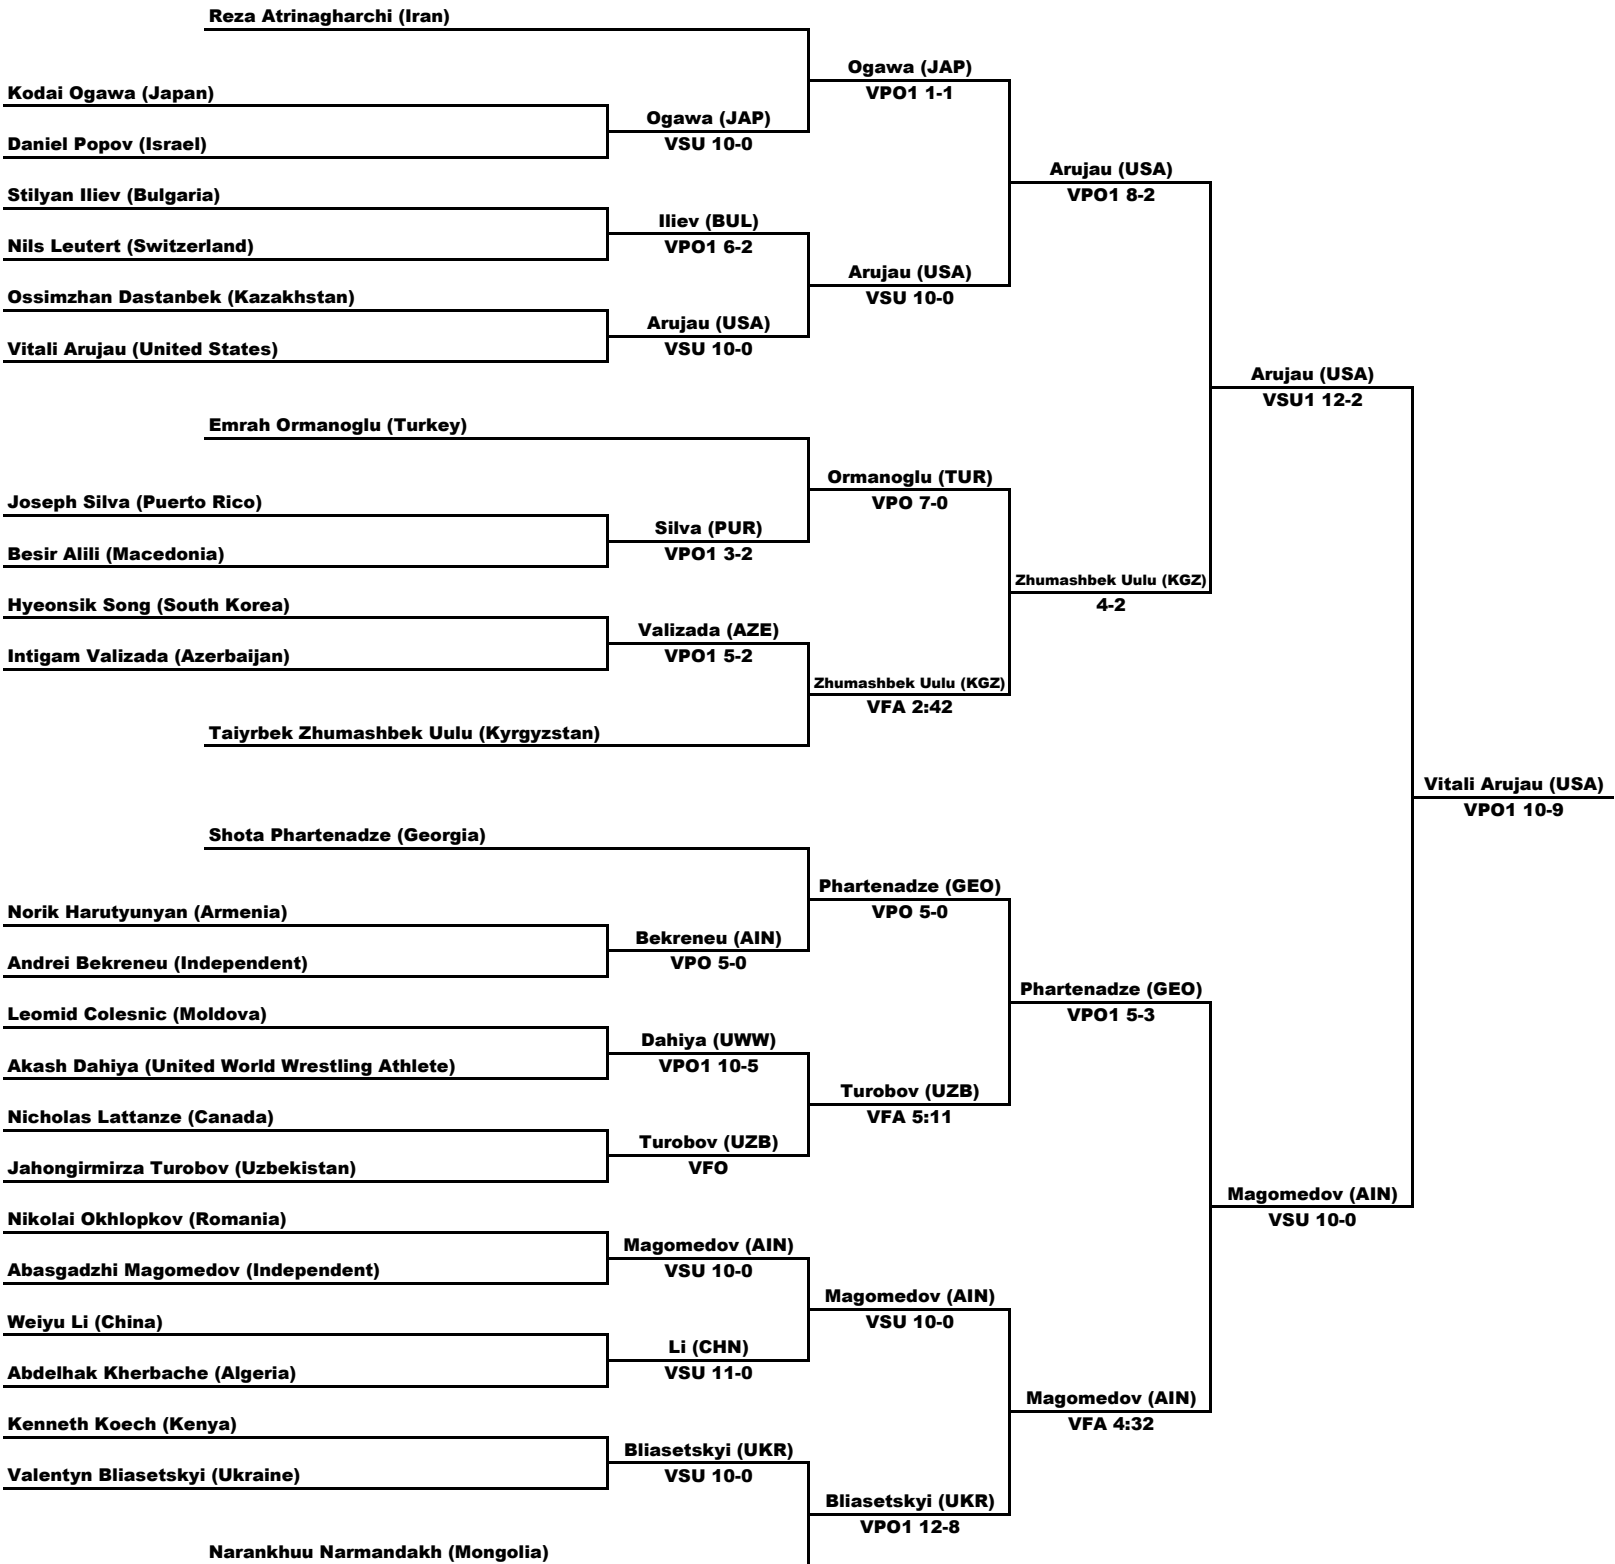 Reza Atrinagharchi (Iran)
Ogawa (JAP)
VPO1 1-1
Kodai Ogawa (Japan)
Ogawa (JAP)
VSU 10-0
Daniel Popov (Israel)
Arujau (USA)
VPO1 8-2
Stilyan Iliev (Bulgaria)
Iliev (BUL)
VPO1 6-2
Nils Leutert (Switzerland)
Arujau (USA)
VSU 10-0
Ossimzhan Dastanbek (Kazakhstan)
Arujau (USA)
VSU 10-0
Vitali Arujau (United States)
Arujau (USA)
VSU1 12-2
Emrah Ormanoglu (Turkey)
Ormanoglu (TUR)
VPO 7-0
Joseph Silva (Puerto Rico)
Silva (PUR)
VPO1 3-2
Besir Alili (Macedonia)
Zhumashbek Uulu (KGZ)
4-2
Hyeonsik Song (South Korea)
Valizada (AZE)
VPO1 5-2
Intigam Valizada (Azerbaijan)
Zhumashbek Uulu (KGZ)
VFA 2:42
Taiyrbek Zhumashbek Uulu (Kyrgyzstan)
Vitali Arujau (USA)
VPO1 10-9
Shota Phartenadze (Georgia)
Phartenadze (GEO)
VPO 5-0
Norik Harutyunyan (Armenia)
Bekreneu (AIN)
VPO 5-0
Andrei Bekreneu (Independent)
Phartenadze (GEO)
VPO1 5-3
Leomid Colesnic (Moldova)
Dahiya (UWW)
VPO1 10-5
Akash Dahiya (United World Wrestling Athlete)
Turobov (UZB)
VFA 5:11
Nicholas Lattanze (Canada)
Turobov (UZB)
VFO
Jahongirmirza Turobov (Uzbekistan)
Magomedov (AIN)
VSU 10-0
Nikolai Okhlopkov (Romania)
Magomedov (AIN)
VSU 10-0
Abasgadzhi Magomedov (Independent)
Magomedov (AIN)
VSU 10-0
Weiyu Li (China)
Li (CHN)
VSU 11-0
Abdelhak Kherbache (Algeria)
Magomedov (AIN)
VFA 4:32
Kenneth Koech (Kenya)
Bliasetskyi (UKR)
VSU 10-0
Valentyn Bliasetskyi (Ukraine)
Bliasetskyi (UKR)
VPO1 12-8
Narankhuu Narmandakh (Mongolia)